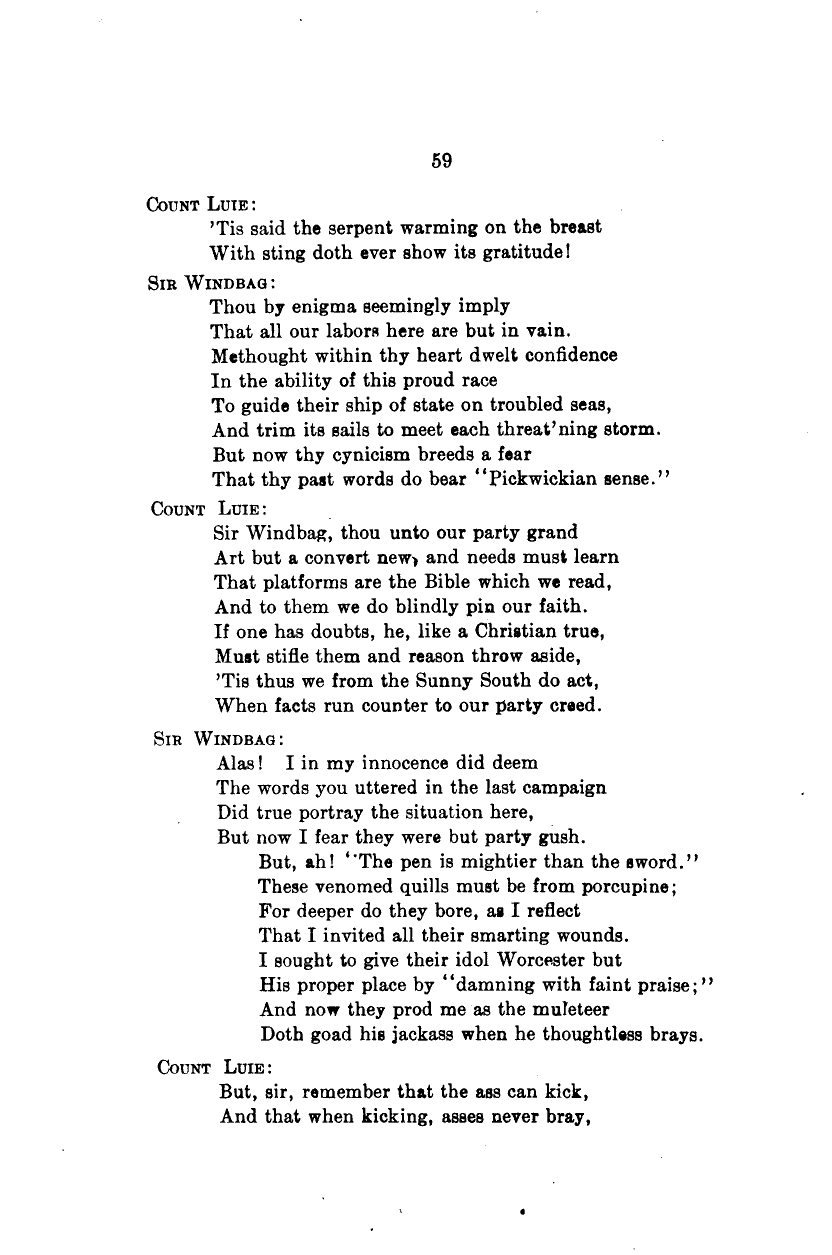 59
COUNT LUIE:
'Tis said the serpent warming on the breast
With sting doth ever show its gratitude!
SIR WINDBAG:
Thou by enigma seemingly imply
That all our labors here are but in vain.
Methought within thy heart dwelt confidence
In the ability of this proud race
To guide their ship of state on troubled seas,
And trim its sails to meet each threat'ning storm.
But now thy cynicism breeds a fear
That thy past words do bear "Pickwickian sense."
COUNT LUIE:
Sir Windbag, thou unto our party grand
Art but a convert new, and needs must learn
That platforms are the Bible which we read,
And to them we do blindly pin our faith.
If one has doubts, he, like a Christian true,
Must stifle them and reason throw aside,
'Tis thus we from the Sunny South do act,
When facts run counter to our party creed.
SIR WINDBAG:
Alas! I in my innocence did deem
The words you uttered in the last campaign
Did true portray the situation here,
But now I fear they were but party gush.
But, ah! "The pen is mightier than the sword."
These venomed quills must be from porcupine;
For deeper do they bore, as I reflect
That I invited all their smarting wounds.
I sought to give their idol Worcester but
His proper place by "damning with faint praise;"
And now they prod me as the muleteer
Doth goad his jackass when he thoughtless brays.
COUNT LUIE:
But, sir, remember that the ass can kick,
And that when kicking, asses never bray,